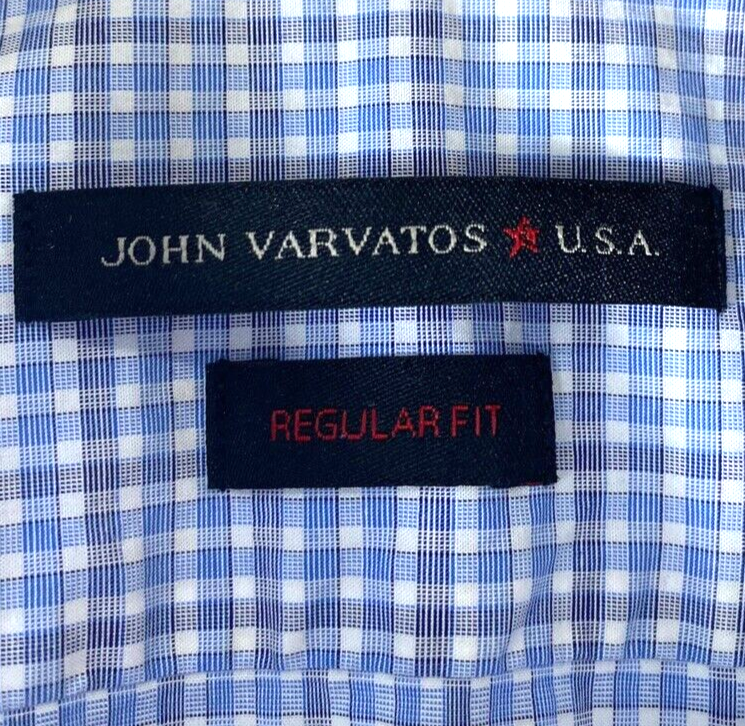 JOHN VARVATOS ★ U.S.A.
REGULAR FIT